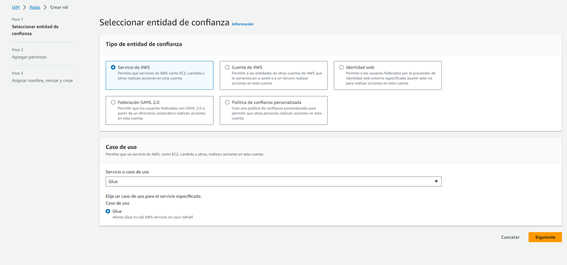 IAM > Roles > Crear rol
Paso 1
Seleccionar entidad de
confianza
Paso 2
Agregar permisos
Paso 3
Asignar nombre, revisar y crear
Seleccionar entidad de confianza Información
Tipo de entidad de confianza
Servicio de AWS
Permita que servicios de AWS como EC2, Lambda u
otros realicen acciones en esta cuenta.
Cuenta de AWS
Permitir a las entidades de otras cuentas de AWS que
le pertenezcan a usted o a un tercero realizar
acciones en esta cuenta.
Identidad web
Permite a los usuarios federados por el proveedor de
identidad web externo especificado asumir este rol
para realizar acciones en esta cuenta.
Federación SAML 2.0
Permitir que los usuarios federados con SAML 2.0 a
partir de un directorio corporativo realicen acciones
en esta cuenta.
Política de confianza personalizada
Cree una política de confianza personalizada para
permitir que otras personas realicen acciones en esta
cuenta.
Caso de uso
Permita que un servicio de AWS, como EC2, Lambda u otros, realicen acciones en esta cuenta.
Servicio o caso de uso
Glue
Elija un caso de uso para el servicio especificado.
Caso de uso
Glue
Allows Glue to call AWS services on your behalf.
Cancelar
Siguiente